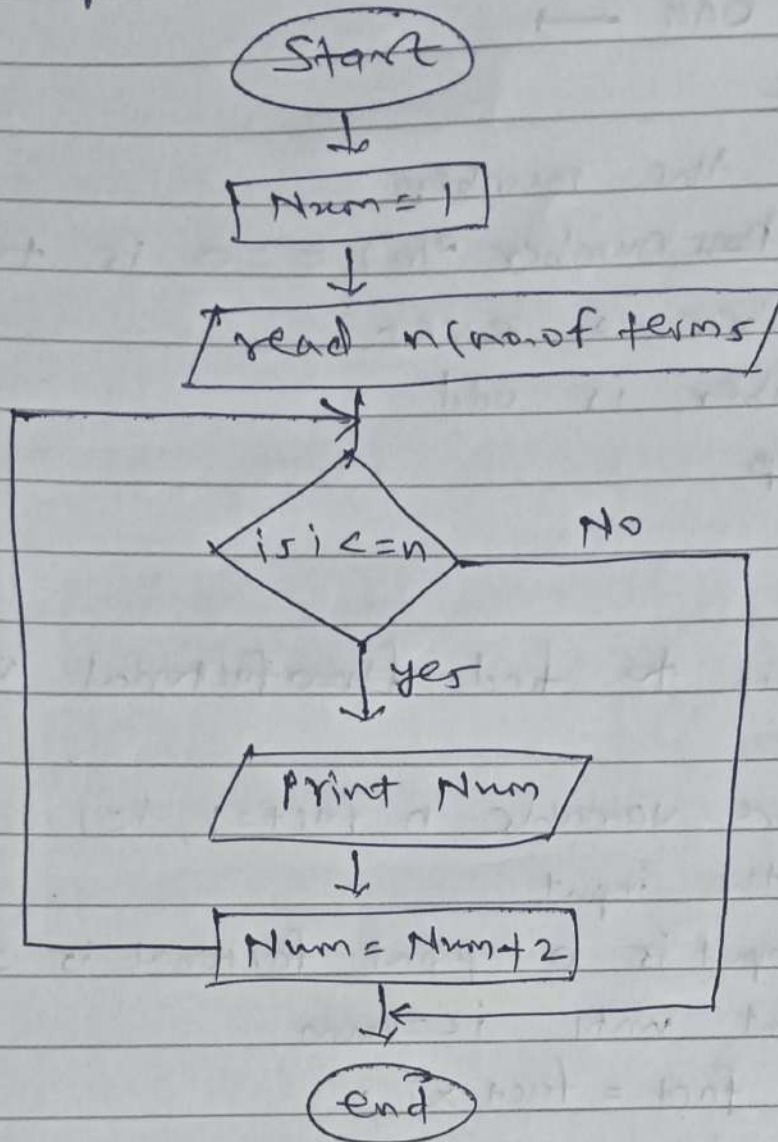 Start
Num = 1
read n(no. of terms
is i <= n
No
yes
Print Num
Num = Num + 2
end